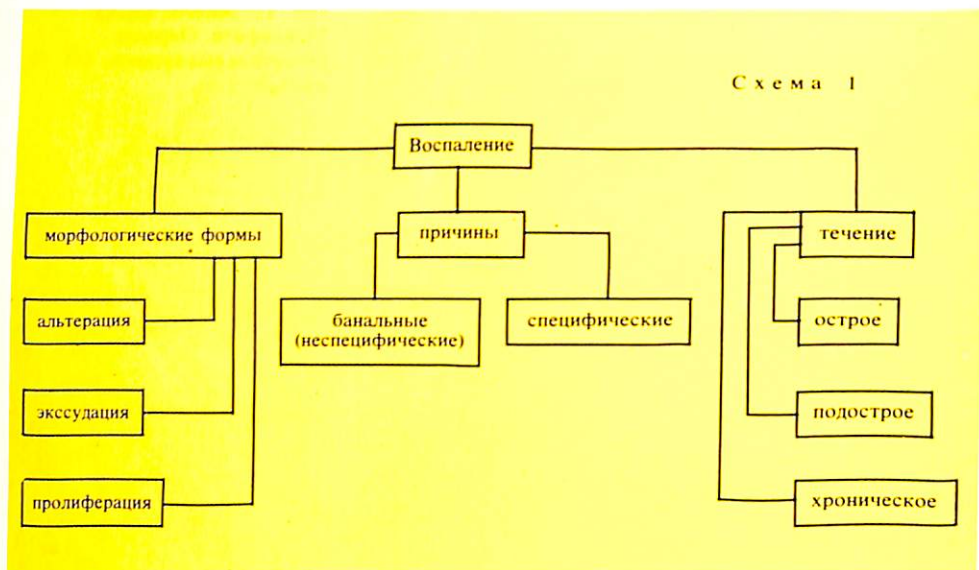 Схема 1
Воспаление
морфологические формы
причины
течение
альтерация
банальные
(неспецифические)
специфические
острое
экссудация
подострое
пролиферация
хроническое